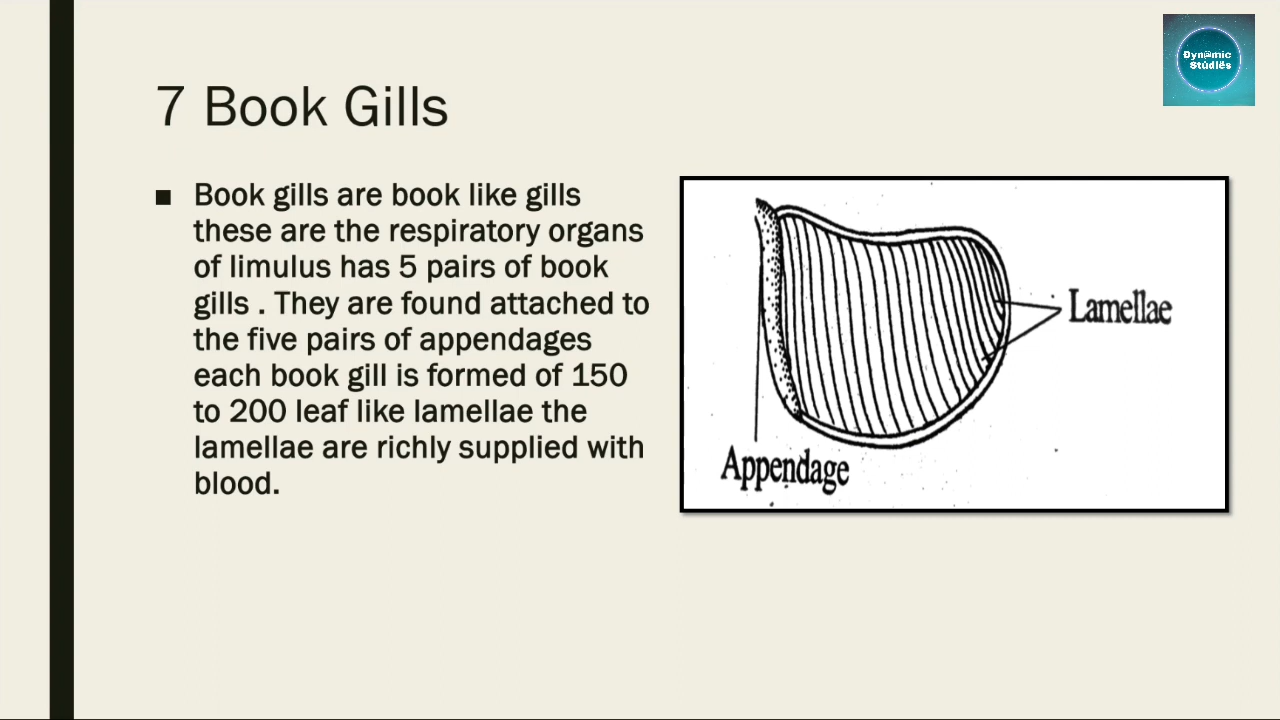 Dynamic
Studies
7 Book Gills
■ Book gills are book like gills
these are the respiratory organs
of limulus has 5 pairs of book
gills . They are found attached to
the five pairs of appendages
each book gill is formed of 150
to 200 leaf like lamellae the
lamellae are richly supplied with
blood.
Lamellae
Appendage